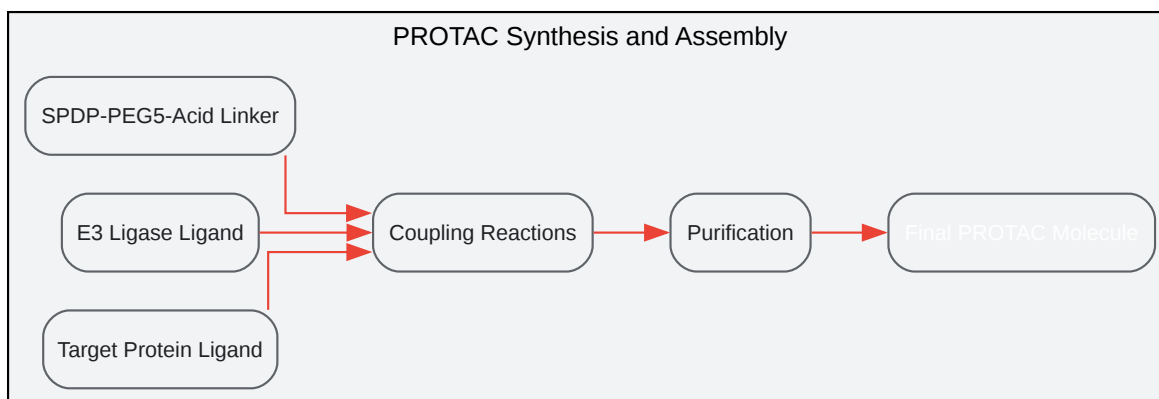 PROTAC Synthesis and Assembly
SPDP-PEG5-Acid Linker
E3 Ligase Ligand
Target Protein Ligand
Coupling Reactions
Purification
Final PROTAC Molecule